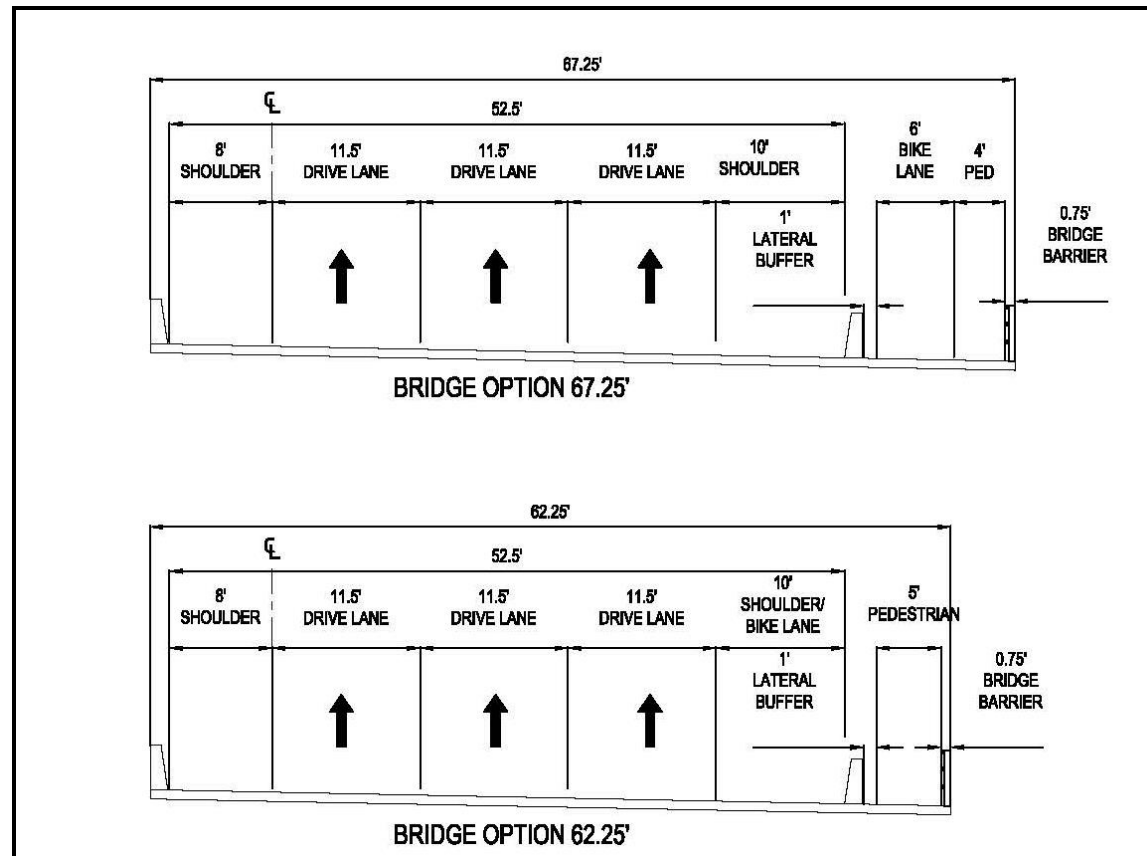 67.25'
℄
52.5'
8'
SHOULDER
11.5'
DRIVE LANE
11.5'
DRIVE LANE
11.5'
DRIVE LANE
10'
SHOULDER
6'
BIKE
LANE
4'
PED
1'
LATERAL
BUFFER
0.75'
BRIDGE
BARRIER
BRIDGE OPTION 67.25'
62.25'
℄
52.5'
8'
SHOULDER
11.5'
DRIVE LANE
11.5'
DRIVE LANE
11.5'
DRIVE LANE
10'
SHOULDER/
BIKE LANE
5'
PEDESTRIAN
1'
LATERAL
BUFFER
0.75'
BRIDGE
BARRIER
BRIDGE OPTION 62.25'